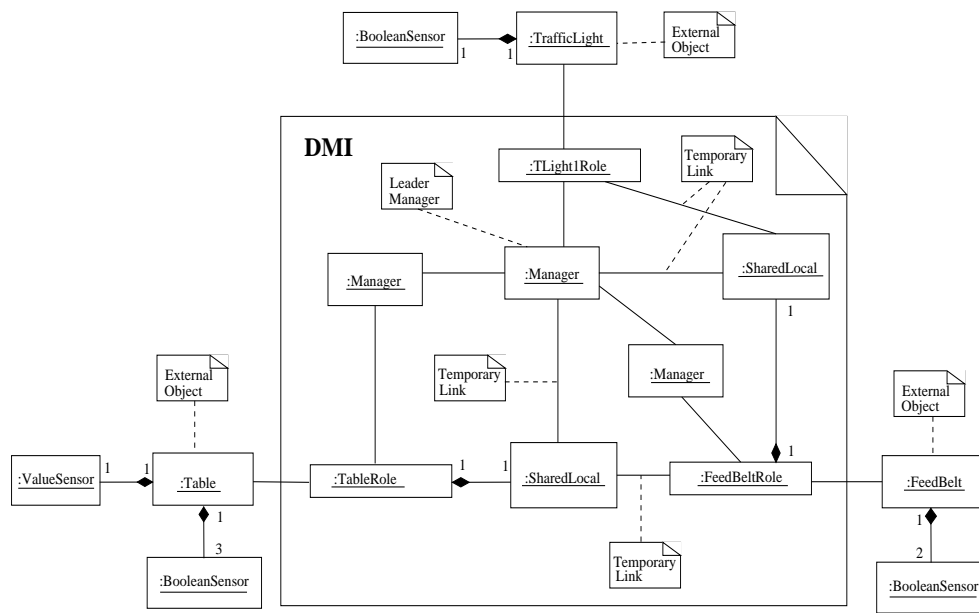 :BooleanSensor
1
1
:TrafficLight
External
Object
DMI
:TLight1Role
Temporary
Link
Leader
Manager
:Manager
:Manager
:SharedLocal
1
Temporary
Link
:Manager
External
Object
External
Object
:ValueSensor
1
1
:Table
:TableRole
1
1
:SharedLocal
:FeedBeltRole
1
:FeedBelt
1
3
:BooleanSensor
Temporary
Link
1
2
:BooleanSensor